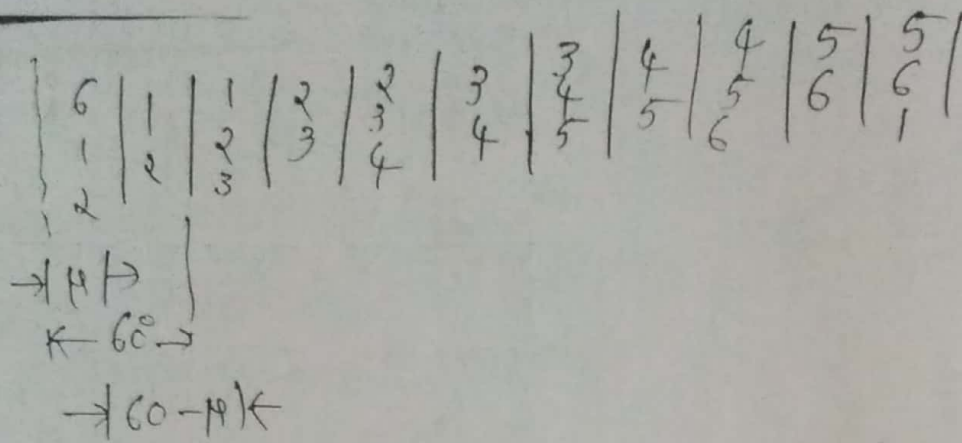 | 6 | 1 | 1 | 2 | 2 | 3 | 3 | 4 | 4 | 5 | 5 |
| 1 | 2 | 2 | 3 | 3 | 4 | 4 | 5 | 5 | 6 | 6 |
| 2 | | 3 | | 4 | | 5 | | 6 | | 1 |
→| μ |→
← 60° →
→| 60 - μ |←